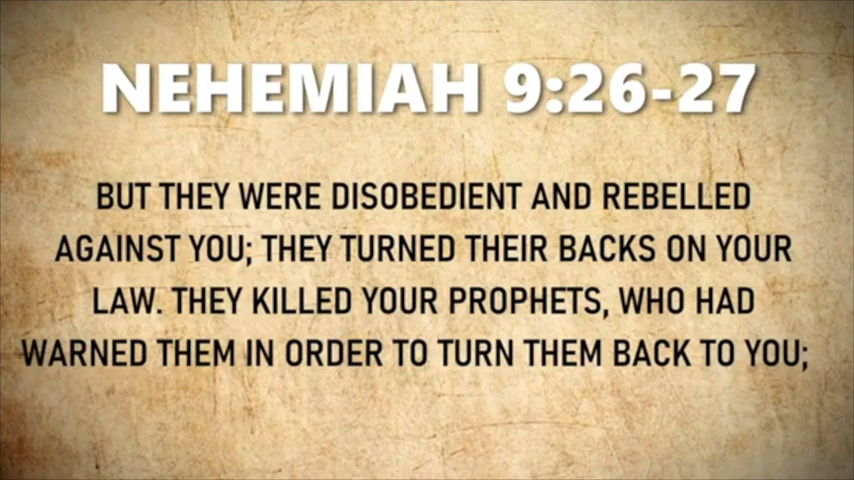 NEHEMIAH 9:26-27
BUT THEY WERE DISOBEDIENT AND REBELLED
AGAINST YOU; THEY TURNED THEIR BACKS ON YOUR
LAW. THEY KILLED YOUR PROPHETS, WHO HAD
WARNED THEM IN ORDER TO TURN THEM BACK TO YOU;